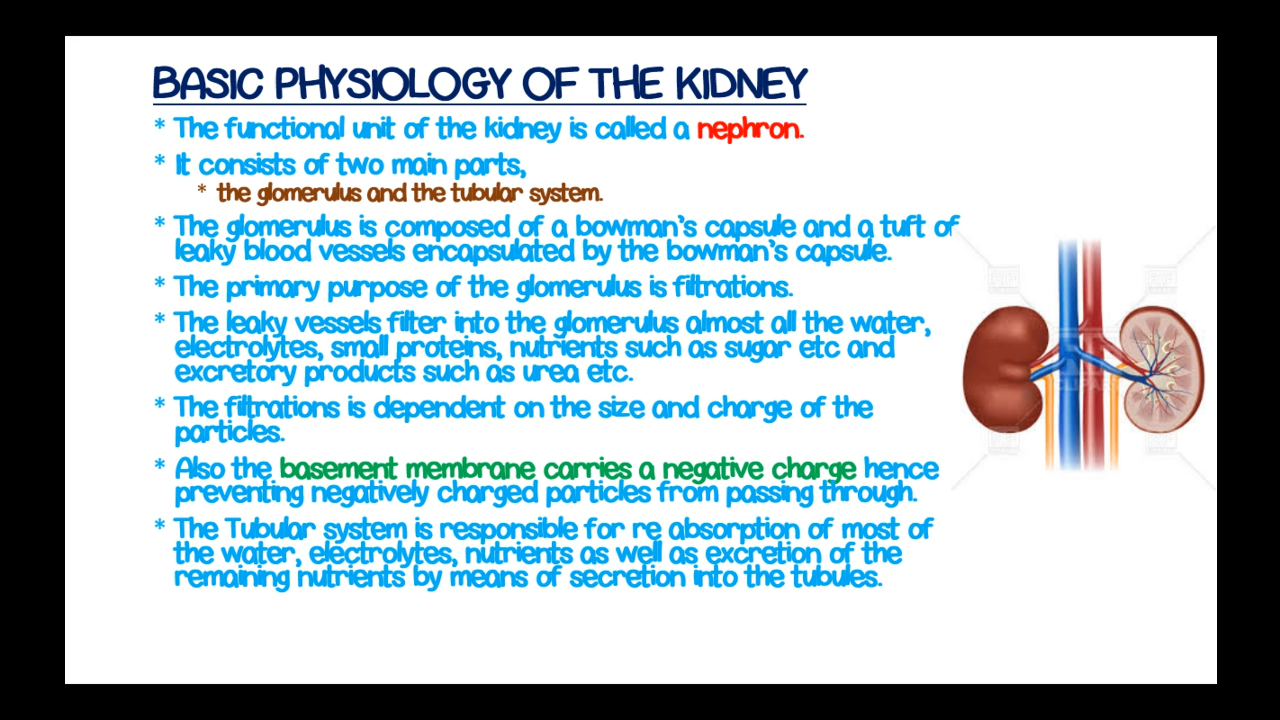 BASIC PHYSIOLOGY OF THE KIDNEY
* The functional unit of the kidney is called a nephron.
* It consists of two main parts,
* the glomerulus and the tubular system.
* The glomerulus is composed of a bowman's capsule and a tuft of
leaky blood vessels encapsulated by the bowman's capsule.
* The primary purpose of the glomerulus is filtrations.
* The leaky vessels filter into the glomerulus almost all the water,
electrolytes, small proteins, nutrients such as sugar etc and
excretory products such as urea etc.
* The filtrations is dependent on the size and charge of the
particles.
* Also the basement membrane carries a negative charge hence
preventing negatively charged particles from passing through.
* The Tubular system is responsible for re absorption of most of
the water, electrolytes, nutrients as well as excretion of the
remaining nutrients by means of secretion into the tubules.